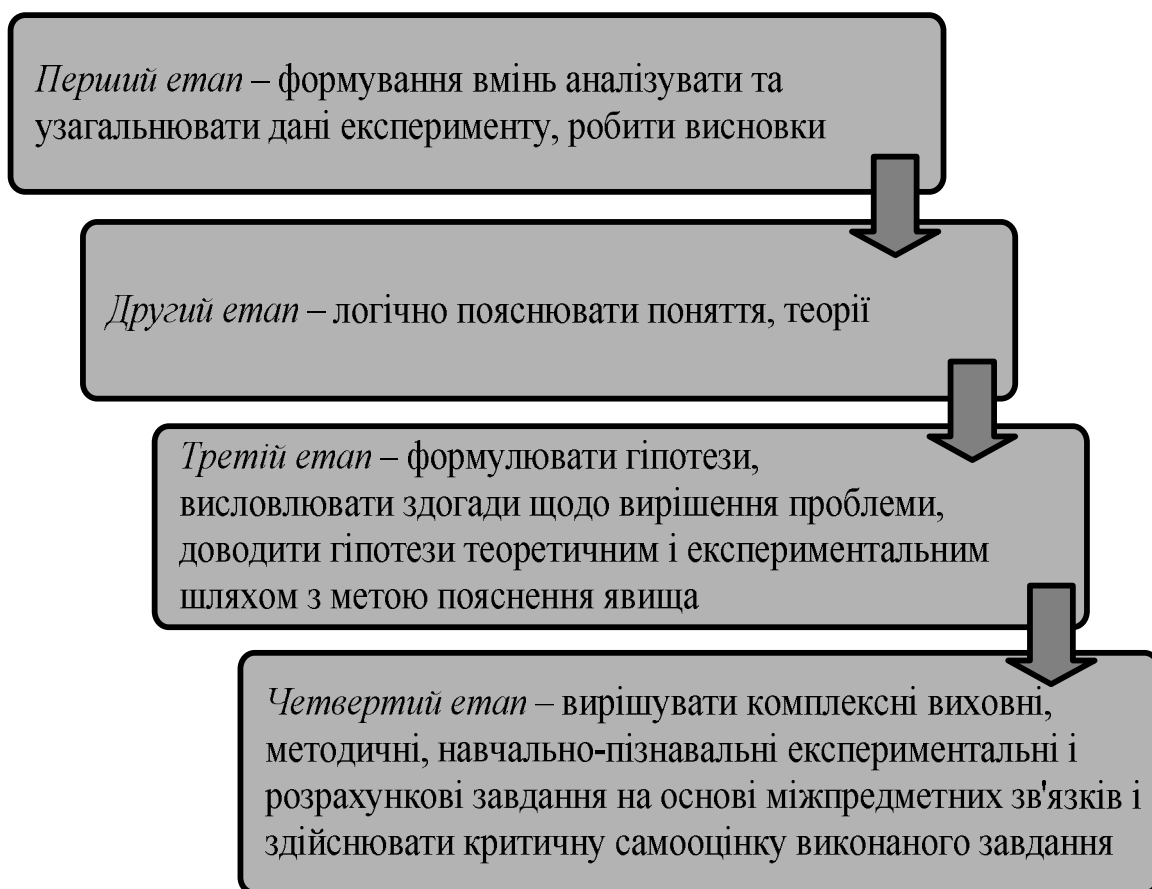 Перший етап – формування вмінь аналізувати та
узагальнювати дані експерименту, робити висновки
Другий етап – логічно пояснювати поняття, теорії
Третій етап – формулювати гіпотези,
висловлювати здогади щодо вирішення проблеми,
доводити гіпотези теоретичним і експериментальним
шляхом з метою пояснення явища
Четвертий етап – вирішувати комплексні виховні,
методичні, навчально-пізнавальні експериментальні і
розрахункові завдання на основі міжпредметних зв'язків і
здійснювати критичну самооцінку виконаного завдання